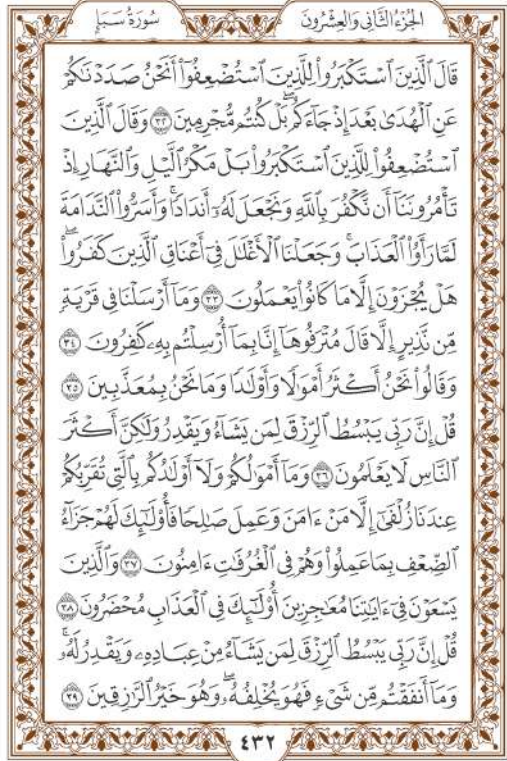 الجُزْءُ الثَّانِي وَالعِشْرُونَ
سُورَةُ سَبَإٍ
قَالَ ٱلَّذِينَ ٱسْتَكْبَرُواْ لِلَّذِينَ ٱسْتُضْعِفُوٓاْ أَنَحْنُ صَدَدْنَٰكُمْ
عَنِ ٱلْهُدَىٰ بَعْدَ إِذْ جَآءَكُمۖ بَلْ كُنتُم مُّجْرِمِينَ ٣٢ وَقَالَ ٱلَّذِينَ
ٱسْتُضْعِفُواْ لِلَّذِينَ ٱسْتَكْبَرُواْ بَلْ مَكْرُ ٱلَّيْلِ وَٱلنَّهَارِ إِذْ
تَأْمُرُونَنَآ أَن نَّكْفُرَ بِٱللَّهِ وَنَجْعَلَ لَهُۥٓ أَندَادًاۚ وَأَسَرُّواْ ٱلنَّدَامَةَ
لَمَّا رَأَوُاْ ٱلْعَذَابَۚ وَجَعَلْنَا ٱلْأَغْلَٰلَ فِيٓ أَعْنَاقِ ٱلَّذِينَ كَفَرُواْۖ
هَلْ يُجْزَوْنَ إِلَّا مَا كَانُواْ يَعْمَلُونَ ٣٣ وَمَآ أَرْسَلْنَا فِي قَرْيَةٍ
مِّن نَّذِيرٍ إِلَّا قَالَ مُتْرَفُوهَآ إِنَّا بِمَآ أُرْسِلْتُم بِهِۦ كَٰفِرُونَ ٣٤
وَقَالُواْ نَحْنُ أَكْثَرُ أَمْوَٰلًا وَأَوْلَٰدًا وَمَا نَحْنُ بِمُعَذَّبِينَ ٣٥
قُلْ إِنَّ رَبِّي يَبْسُطُ ٱلرِّزْقَ لِمَن يَشَآءُ وَيَقْدِرُ وَلَٰكِنَّ أَكْثَرَ
ٱلنَّاسِ لَا يَعْلَمُونَ ٣٦ وَمَآ أَمْوَٰلُكُمْ وَلَآ أَوْلَٰدُكُم بِٱلَّتِي تُقَرِّبُكُمْ
عِندَنَا زُلْفَىٰٓ إِلَّا مَنْ ءَامَنَ وَعَمِلَ صَٰلِحًا فَأُوْلَٰٓئِكَ لَهُمْ جَزَآءُ
ٱلضِّعْفِ بِمَا عَمِلُواْ وَهُمْ فِي ٱلْغُرُفَٰتِ ءَامِنُونَ ٣٧ وَٱلَّذِينَ
يَسْعَوْنَ فِيٓ ءَايَٰتِنَا مُعَٰجِزِينَ أُوْلَٰٓئِكَ فِي ٱلْعَذَابِ مُحْضَرُونَ ٣٨
قُلْ إِنَّ رَبِّي يَبْسُطُ ٱلرِّزْقَ لِمَن يَشَآءُ مِنْ عِبَادِهِۦ وَيَقْدِرُ لَهُۥۚ
وَمَآ أَنفَقْتُم مِّن شَيْءٍ فَهُوَ يُخْلِفُهُۥۖ وَهُوَ خَيْرُ ٱلرَّٰزِقِينَ ٣٩
٤٣٢